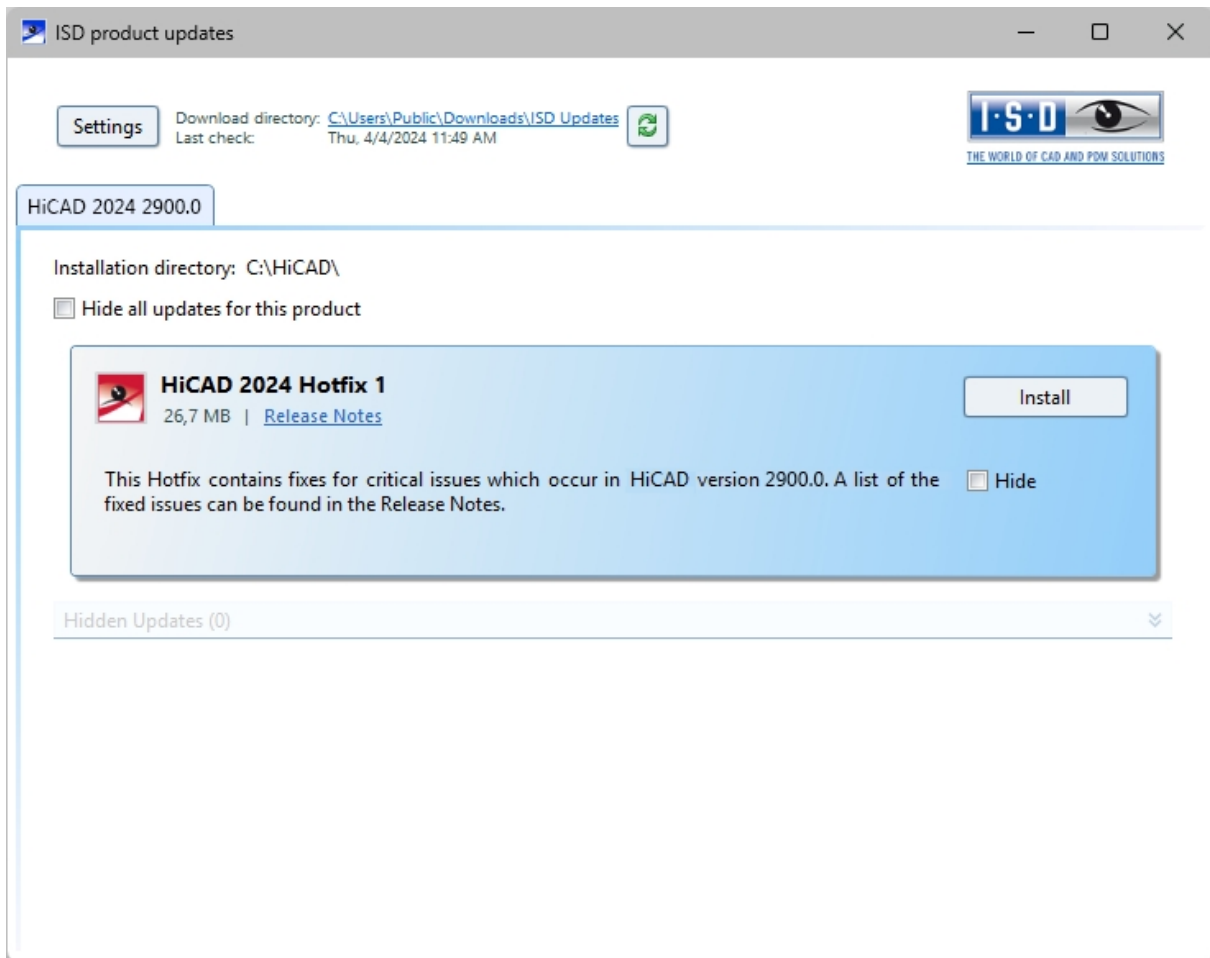 ISD product updates
Settings
Download directory: C:\Users\Public\Downloads\ISD Updates
Last check: Thu, 4/4/2024 11:49 AM
I·S·D
THE WORLD OF CAD AND PDM SOLUTIONS
HiCAD 2024 2900.0
Installation directory: C:\HiCAD\
Hide all updates for this product
HiCAD 2024 Hotfix 1
26,7 MB | Release Notes
Install
This Hotfix contains fixes for critical issues which occur in HiCAD version 2900.0. A list of the
fixed issues can be found in the Release Notes.
Hide
Hidden Updates (0)